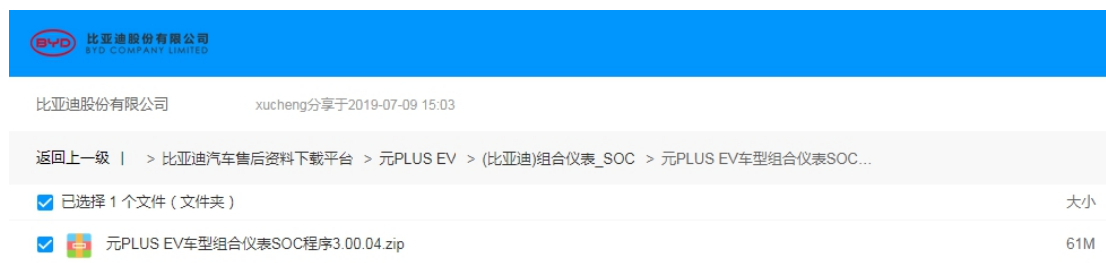 BYD 比亚迪股份有限公司
BYD COMPANY LIMITED
比亚迪股份有限公司 xucheng分享于2019-07-09 15:03
返回上一级 | > 比亚迪汽车售后资料下载平台 > 元PLUS EV > (比亚迪)组合仪表_SOC > 元PLUS EV车型组合仪表SOC...
已选择 1 个文件 ( 文件夹 ) 大小
元PLUS EV车型组合仪表SOC程序3.00.04.zip 61M